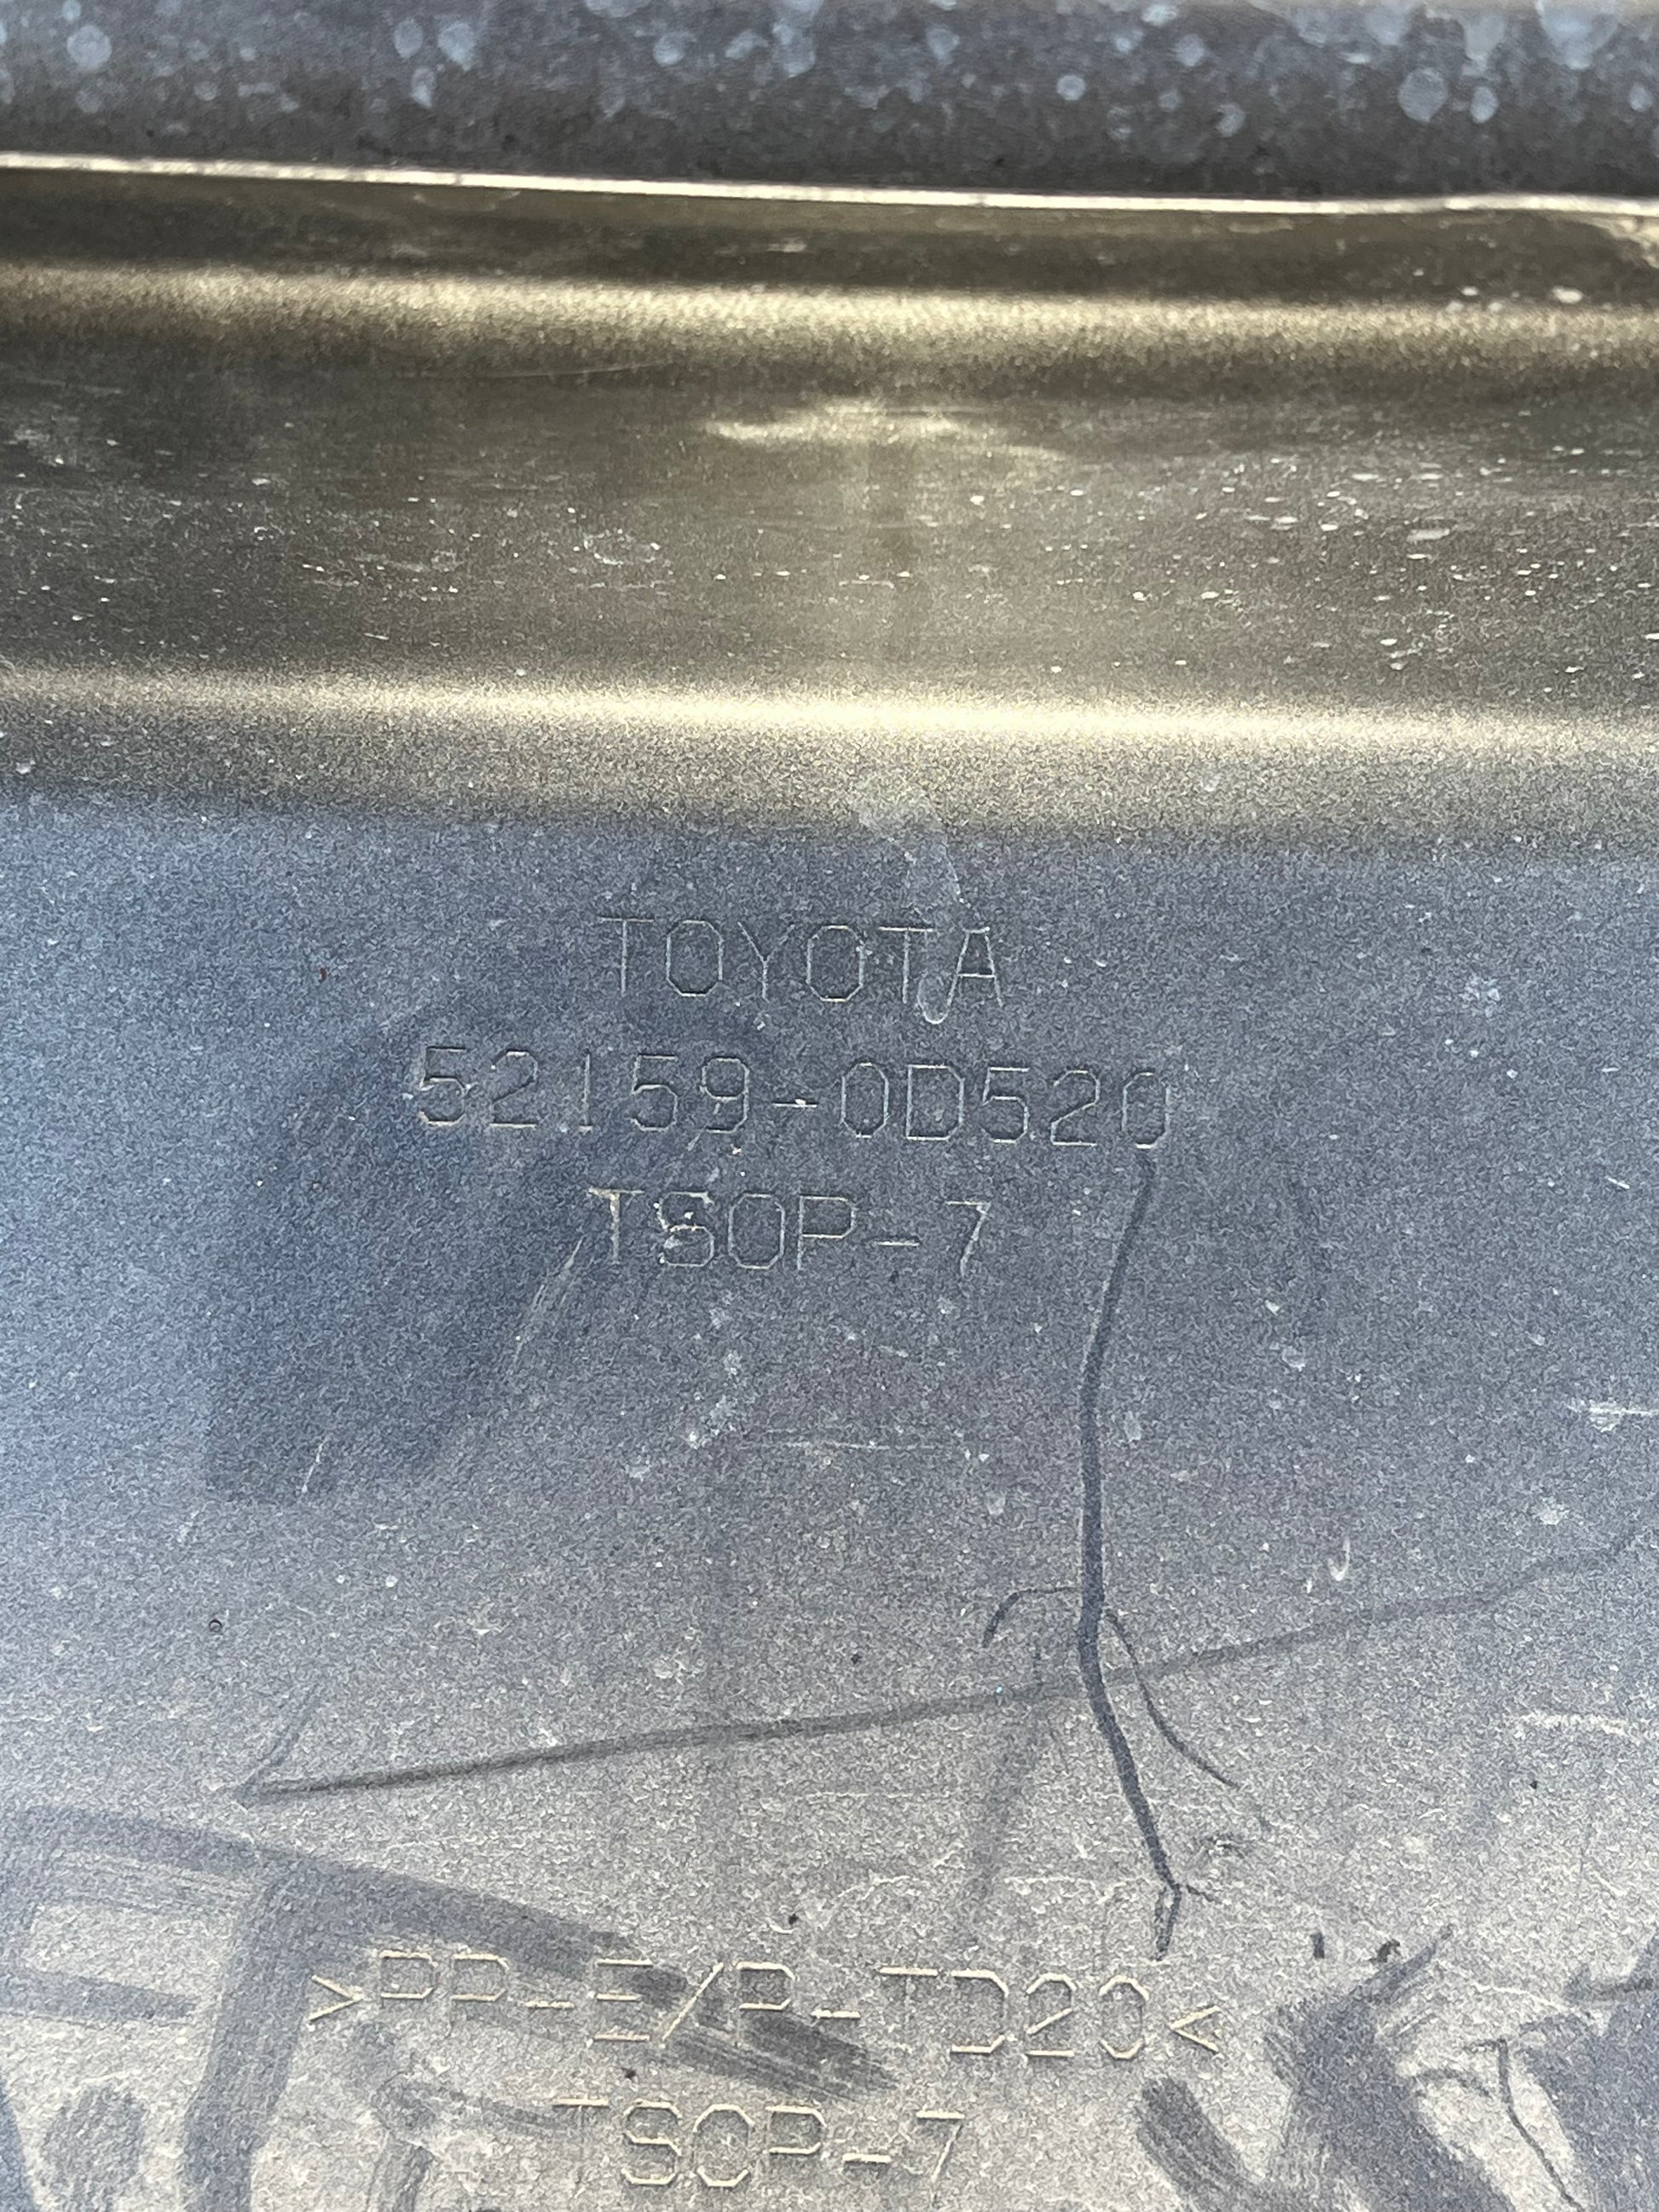 TOYOTA
52159-0D520
TSOP-7
>PP-E/P-TD20<
TSOP-7